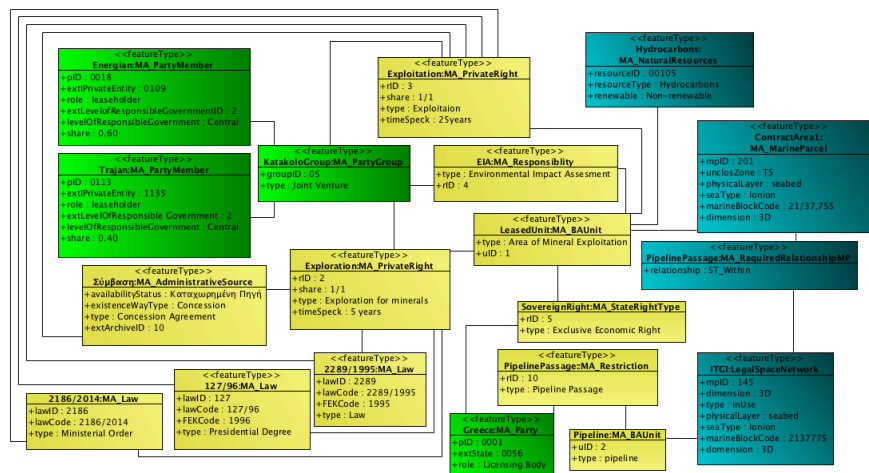 <<featureType>>
Energian:MA_PartyMember
+pID : 0018
+extIPrivateEntity : 0109
+role : leaseholder
+extLevelofResponsibleGovernmentID : 2
+levelOfResponsibleGovernment : Central
+share : 0.60
<<featureType>>
Trajan:MA_PartyMember
+pID : 0113
+extIPrivateEntity : 1135
+role : leaseholder
+extLevelofResponsible Government : 2
+levelOfResponsibleGovernment : Central
+share : 0.40
<<featureType>>
KatakoloGroup:MA_PartyGroup
+groupID : 05
+type : Joint Venture
<<featureType>>
Exploitation:MA_PrivateRight
+rID : 3
+share : 1/1
+type : Exploitaion
+timeSpeck : 25years
<<featureType>>
Hydrocarbons:
MA_NaturalResources
+resourceID : 00105
+resourceType : Hydrocarbons
+renewable : Non-renewable
<<featureType>>
ContractArea1:
MA_MarineParcel
+mpID : 201
+unclosZone : TS
+physicalLayer : seabed
+seaType : Ionion
+marineBlockCode : 21/37,75S
+dimension : 3D
<<featureType>>
EIA:MA_Responsiblity
+type : Environmental Impact Assesment
+rID : 4
<<featureType>>
LeasedUnit:MA_BAUnit
+type : Area of Mineral Exploitation
+uID : 1
<<featureType>>
PipelinePassage:MA_RequiredRelationshipMP
+relationship : ST_Within
<<featureType>>
Σύμβαση:MA_AdministrativeSource
+availabilityStatus : Καταχωρημένη Πηγή
+existenceWayType : Concession
+type : Concession Agreement
+extArchiveID : 10
<<featureType>>
Exploration:MA_PrivateRight
+rID : 2
+share : 1/1
+type : Exploration for minerals
+timeSpeck : 5 years
<<featureType>>
SovereignRight:MA_StateRightType
+rID : 5
+type : Exclusive Economic Right
<<featureType>>
2186/2014:MA_Law
+lawID : 2186
+lawCode : 2186/2014
+type : Ministerial Order
<<featureType>>
127/96:MA_Law
+lawID : 127
+lawCode : 127/96
+FEKCode : 1996
+type : Presidential Degree
<<featureType>>
2289/1995:MA_Law
+lawID : 2289
+lawCode : 2289/1995
+FEKCode : 1995
+type : Law
<<featureType>>
PipelinePassage:MA_Restriction
+rID : 10
+type : Pipeline Passage
<<featureType>>
Greece:MA_Party
+pID : 0001
+extState : 0056
+role : Licensing Body
<<featureType>>
Pipeline:MA_BAUnit
+uID : 2
+type : pipeline
<<featureType>>
ITGI:LegalSpaceNetwork
+mpID : 145
+dimension : 3D
+type : inUse
+pysicalLayer : seabed
+seaType : Ionion
+marineBlockCode : 213777S
+domension : 3D